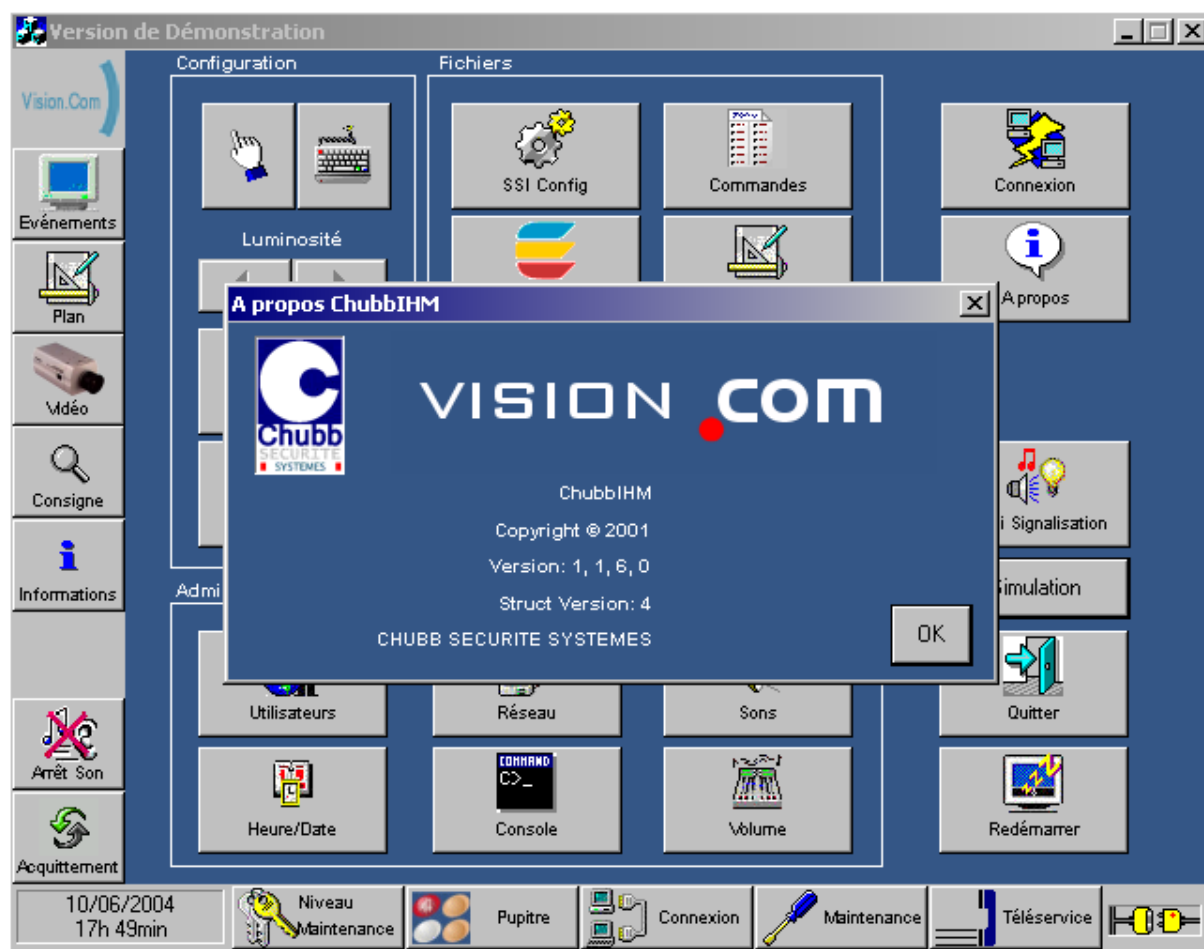 Version de Démonstration
Vision.Com
Configuration
Fichiers
SSI Config
Commandes
Connexion
Evénements
Luminosité
Plan
A propos
A propos ChubbIHM
Chubb
SECURITE
SYSTEMES
VISION .com
Vidéo
ChubbIHM
Copyright © 2001
Version: 1, 1, 6, 0
Struct Version: 4
CHUBB SECURITE SYSTEMES
OK
Consigne
i Signalisation
Informations
Admi
imulation
Utilisateurs
Réseau
Sons
Quitter
Arrêt Son
COMMAND
C>_
Heure/Date
Console
Volume
Redémarrer
Acquittement
10/06/2004
17h 49min
Niveau
Maintenance
Pupitre
Connexion
Maintenance
Téléservice